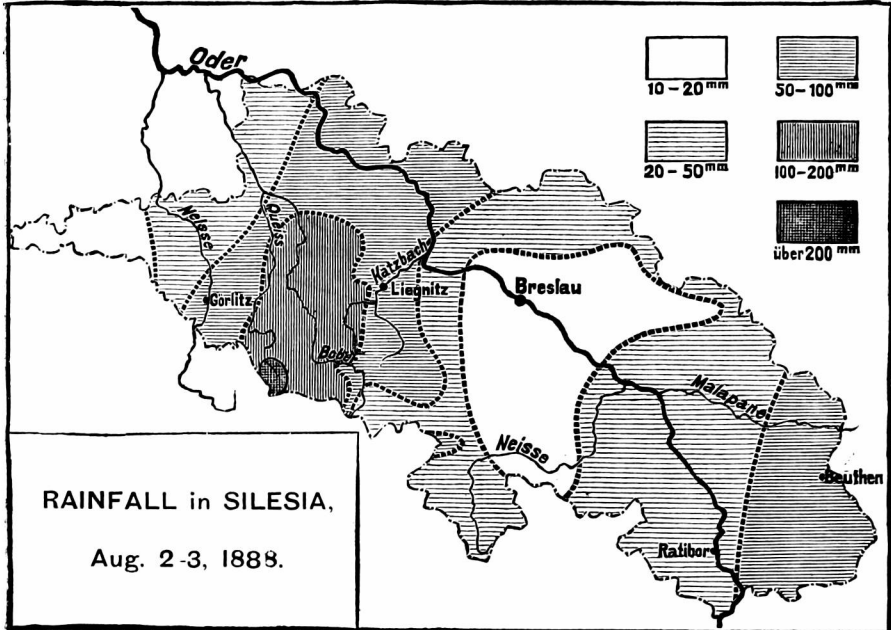 Oder
10-20 mm
50-100 mm
20-50 mm
100-200 mm
über 200 mm
Neisse
Queiss
Katzbach
Liegnitz
Görlitz
Breslau
Bober
Malapane
Neisse
Beuthen
Ratibor
RAINFALL in SILESIA,
Aug. 2-3, 1888.